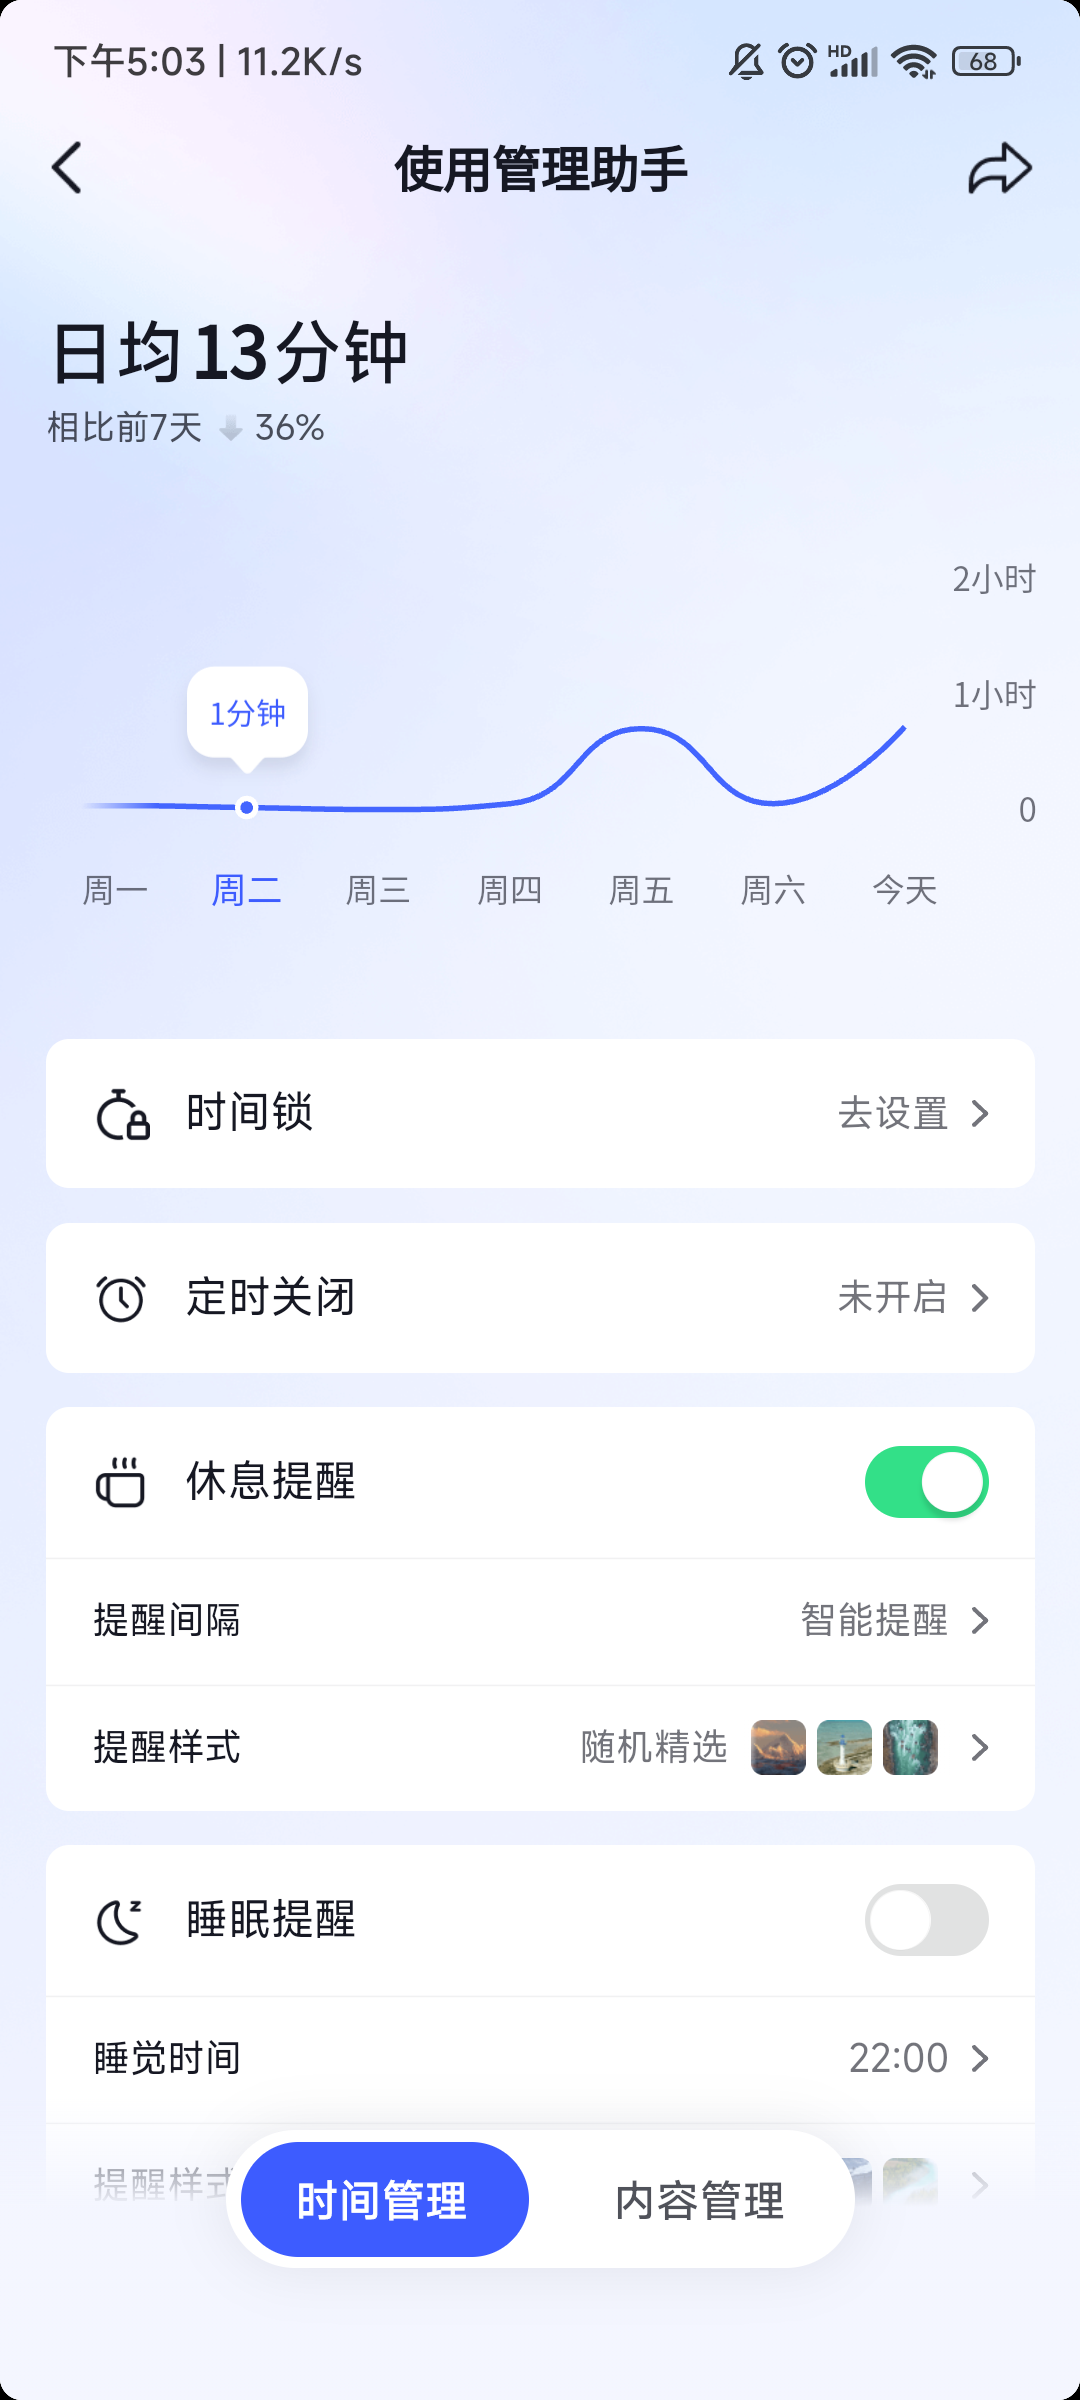 下午5:03 | 11.2K/s
HD
68
使用管理助手
日均13分钟
相比前7天 36%
2小时
1小时
0
1分钟
周一 周二 周三 周四 周五 周六 今天
时间锁 去设置
定时关闭 未开启
休息提醒
提醒间隔 智能提醒
提醒样式 随机精选
睡眠提醒
睡觉时间 22:00
提醒样式
时间管理 内容管理